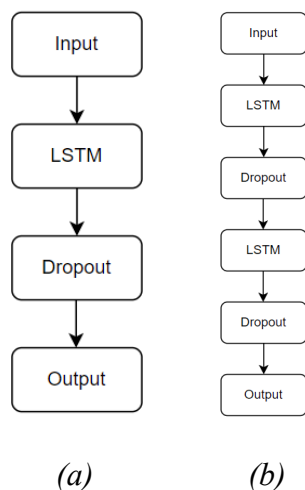 Input
LSTM
Dropout
Output
(a)
Input
LSTM
Dropout
LSTM
Dropout
Output
(b)